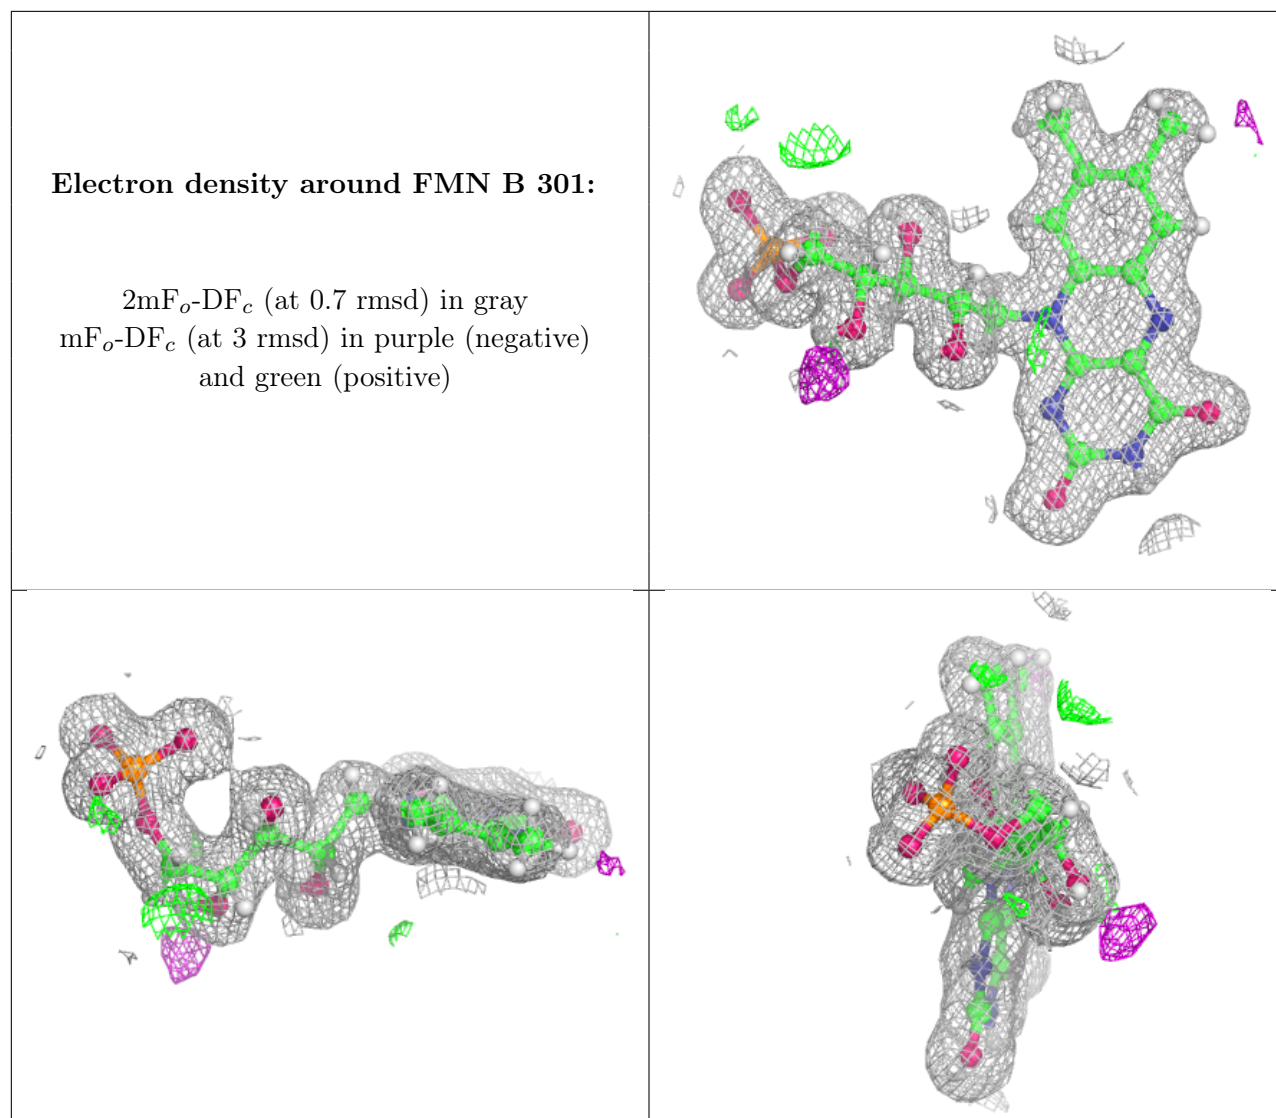 Electron density around FMN B 301:
2mFₒ-DF𝒸 (at 0.7 rmsd) in gray
mFₒ-DF𝒸 (at 3 rmsd) in purple (negative)
and green (positive)